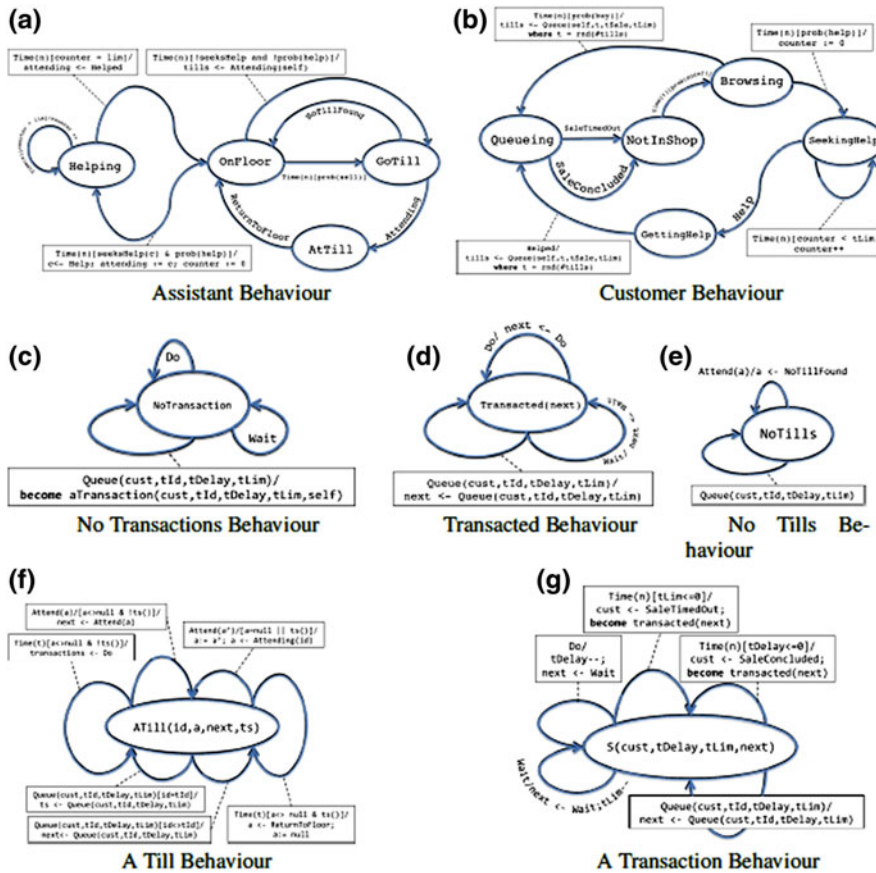 (a)
Time(n)[counter = lim]/
attending <- Helped
Time(n)[!seeksHelp and !prob(help)]/
tills <- Attending(self)
NoTillFound
Helping
OnFloor
GoTill
Time(n)[prob(sell)]
ReturnToFloor
Attending
AtTill
Time(n)[seeksHelp(c) & prob(help)]/
c<- Help; attending := c; counter := 0
Assistant Behaviour
(b)
Time(n)[prob(buy)]/
tills <- Queue(self,t,tSale,tLim)
where t = rnd(#tills)
Time(n)[prob(help)]/
counter := 0
Browsing
Queueing
SaleTimedOut
NotInShop
SeekingHelp
SaleConcluded
Help
GettingHelp
Time(n)[counter < tLim]
counter++
Helped/
tills <- Queue(self,t,tSale,tLim)
where t = rnd(#tills)
Customer Behaviour
(c)
Do
NoTransaction
Wait
Queue(cust,tId,tDelay,tLim)/
become aTransaction(cust,tId,tDelay,tLim,self)
No Transactions Behaviour
(d)
Do/ next <- Do
Transacted(next)
Wait/ next <- Wait
Queue(cust,tId,tDelay,tLim)/
next <- Queue(cust,tId,tDelay,tLim)
Transacted Behaviour
(e)
Attend(a)/a <- NoTillFound
NoTills
Queue(cust,tId,tDelay,tLim)
No Tills Be-
haviour
(f)
Attend(a)/[a<>null & !ts()]/
next <- Attend(a)
Time(t)[a<>null & !ts()]/
transactions <- Do
Attend(a')/[a=null || ts()]/
a:= a'; a <- Attending(id)
ATill(id,a,next,ts)
Queue(cust,tId,tDelay,tLim)[id=tId]/
ts <- Queue(cust,tId,tDelay,tLim)
Queue(cust,tId,tDelay,tLim)[id<>tId]/
next<- Queue(cust,tId,tDelay,tLim)
Time(t)[a<> null & ts()]/
a <- ReturnToFloor;
a:= null
A Till Behaviour
(g)
Time(n)[tLim<=0]/
cust <- SaleTimedOut;
become transacted(next)
Do/
tDelay--;
next <- Wait
Time(n)[tDelay<=0]/
cust <- SaleConcluded;
become transacted(next)
S(cust,tDelay,tLim,next)
Wait/next <- Wait;tLim--
Queue(cust,tId,tDelay,tLim)/
next <- Queue(cust,tId,tDelay,tLim)
A Transaction Behaviour